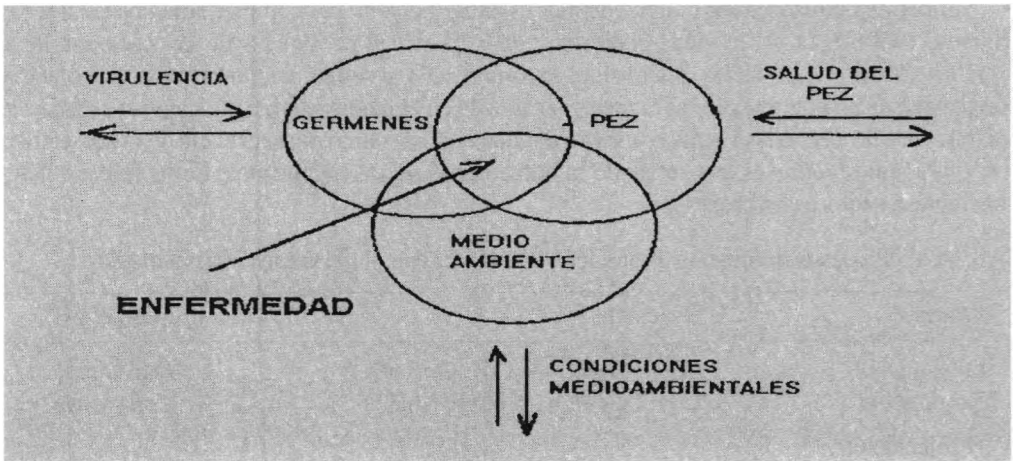 VIRULENCIA
GERMENES
PEZ
SALUD DEL
PEZ
MEDIO
AMBIENTE
ENFERMEDAD
CONDICIONES
MEDIOAMBIENTALES